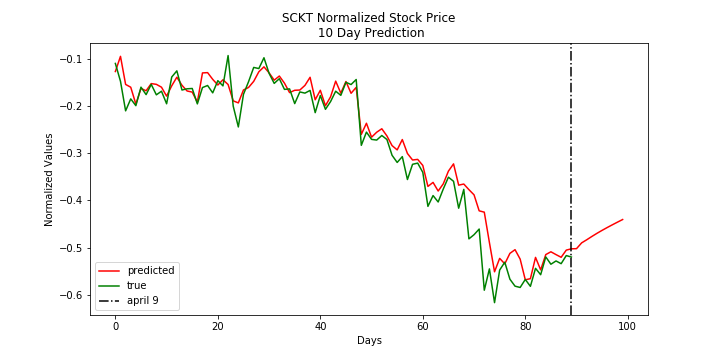 SCKT Normalized Stock Price
10 Day Prediction
Normalized Values
−0.1
−0.2
−0.3
−0.4
−0.5
−0.6
predicted
true
april 9
0
20
40
60
80
100
Days